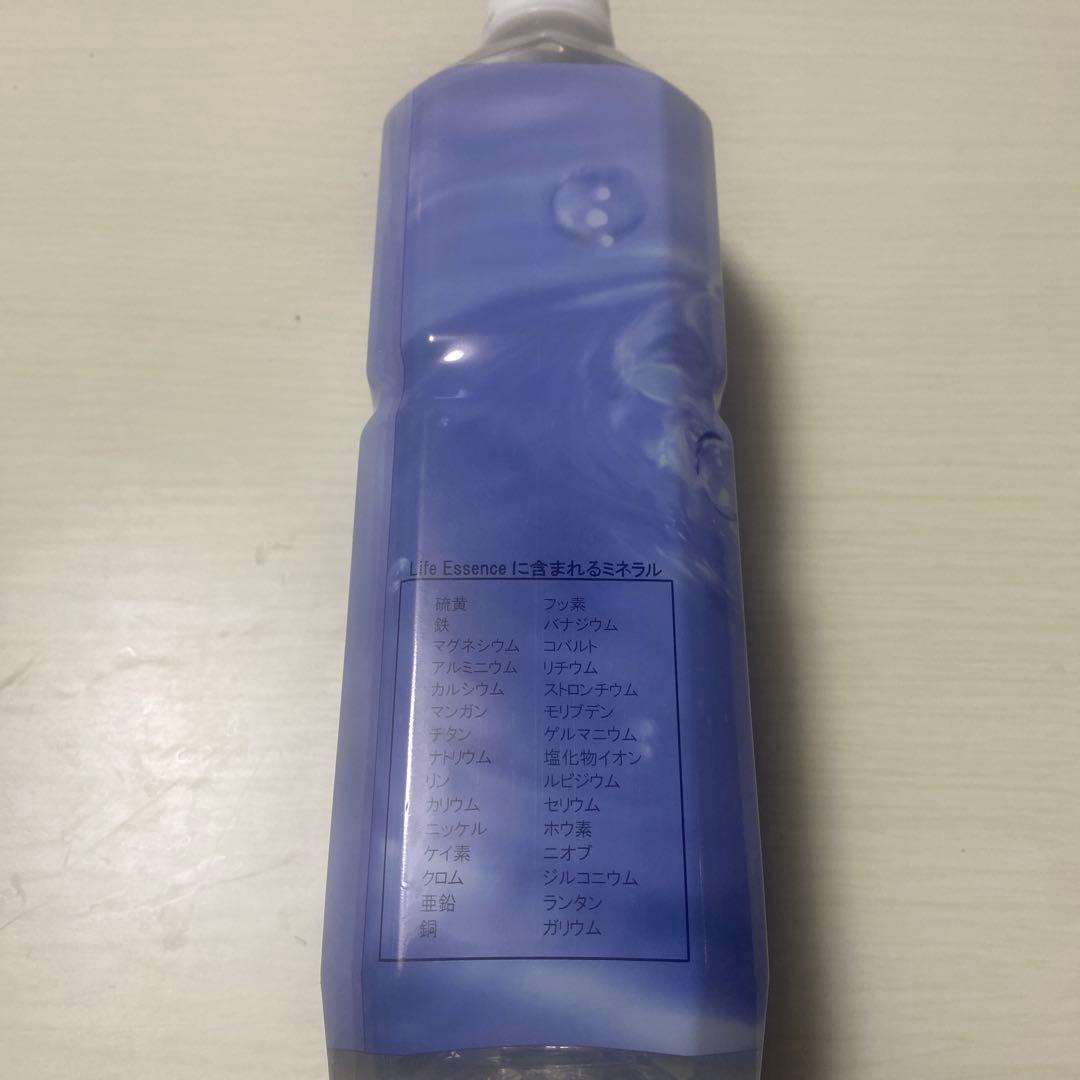 Life Essence に含まれるミネラル
硫黄 フッ素
鉄 バナジウム
マグネシウム コバルト
アルミニウム リチウム
カルシウム ストロンチウム
マンガン モリブデン
チタン ゲルマニウム
ナトリウム 塩化物イオン
リン ルビジウム
カリウム セリウム
ニッケル ホウ素
ケイ素 ニオブ
クロム ジルコニウム
亜鉛 ランタン
銅 ガリウム